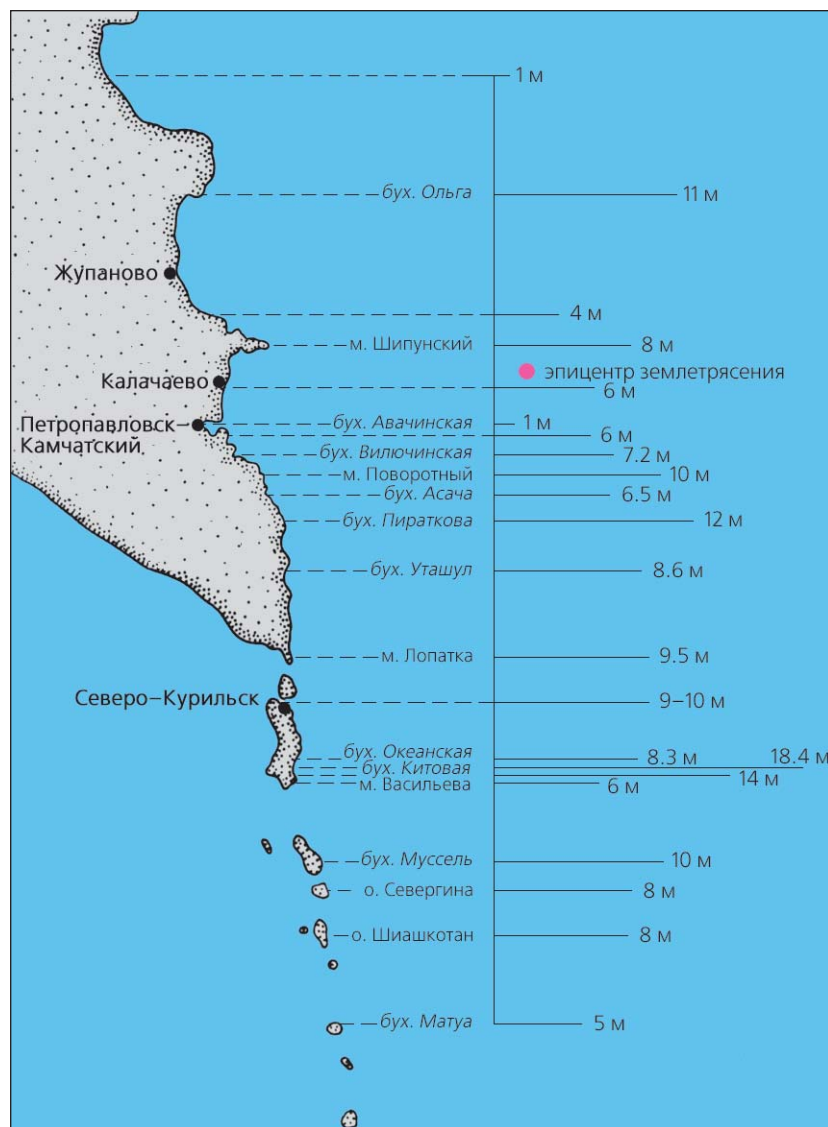 1 м
бух. Ольга 11 м
Жупаново
4 м
м. Шипунский 8 м
эпицентр землетрясения
Калачаево
6 м
Петропавловск–
Камчатский
бух. Авачинская 1 м
6 м
бух. Вилючинская 7.2 м
м. Поворотный 10 м
бух. Асача 6.5 м
бух. Пираткова 12 м
бух. Уташул 8.6 м
м. Лопатка 9.5 м
Северо–Курильск 9–10 м
бух. Океанская 8.3 м 18.4 м
бух. Китовая 14 м
м. Васильева 6 м
бух. Муссель 10 м
о. Севергина 8 м
о. Шиашкотан 8 м
бух. Матуа 5 м